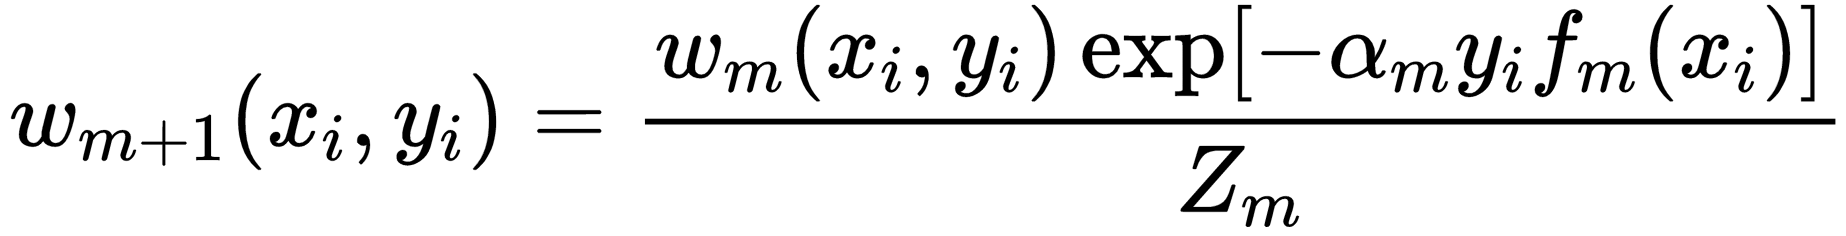 w_{m+1}(x_i, y_i) = \frac{w_m(x_i, y_i) \exp[-\alpha_m y_i f_m(x_i)]}{Z_m}